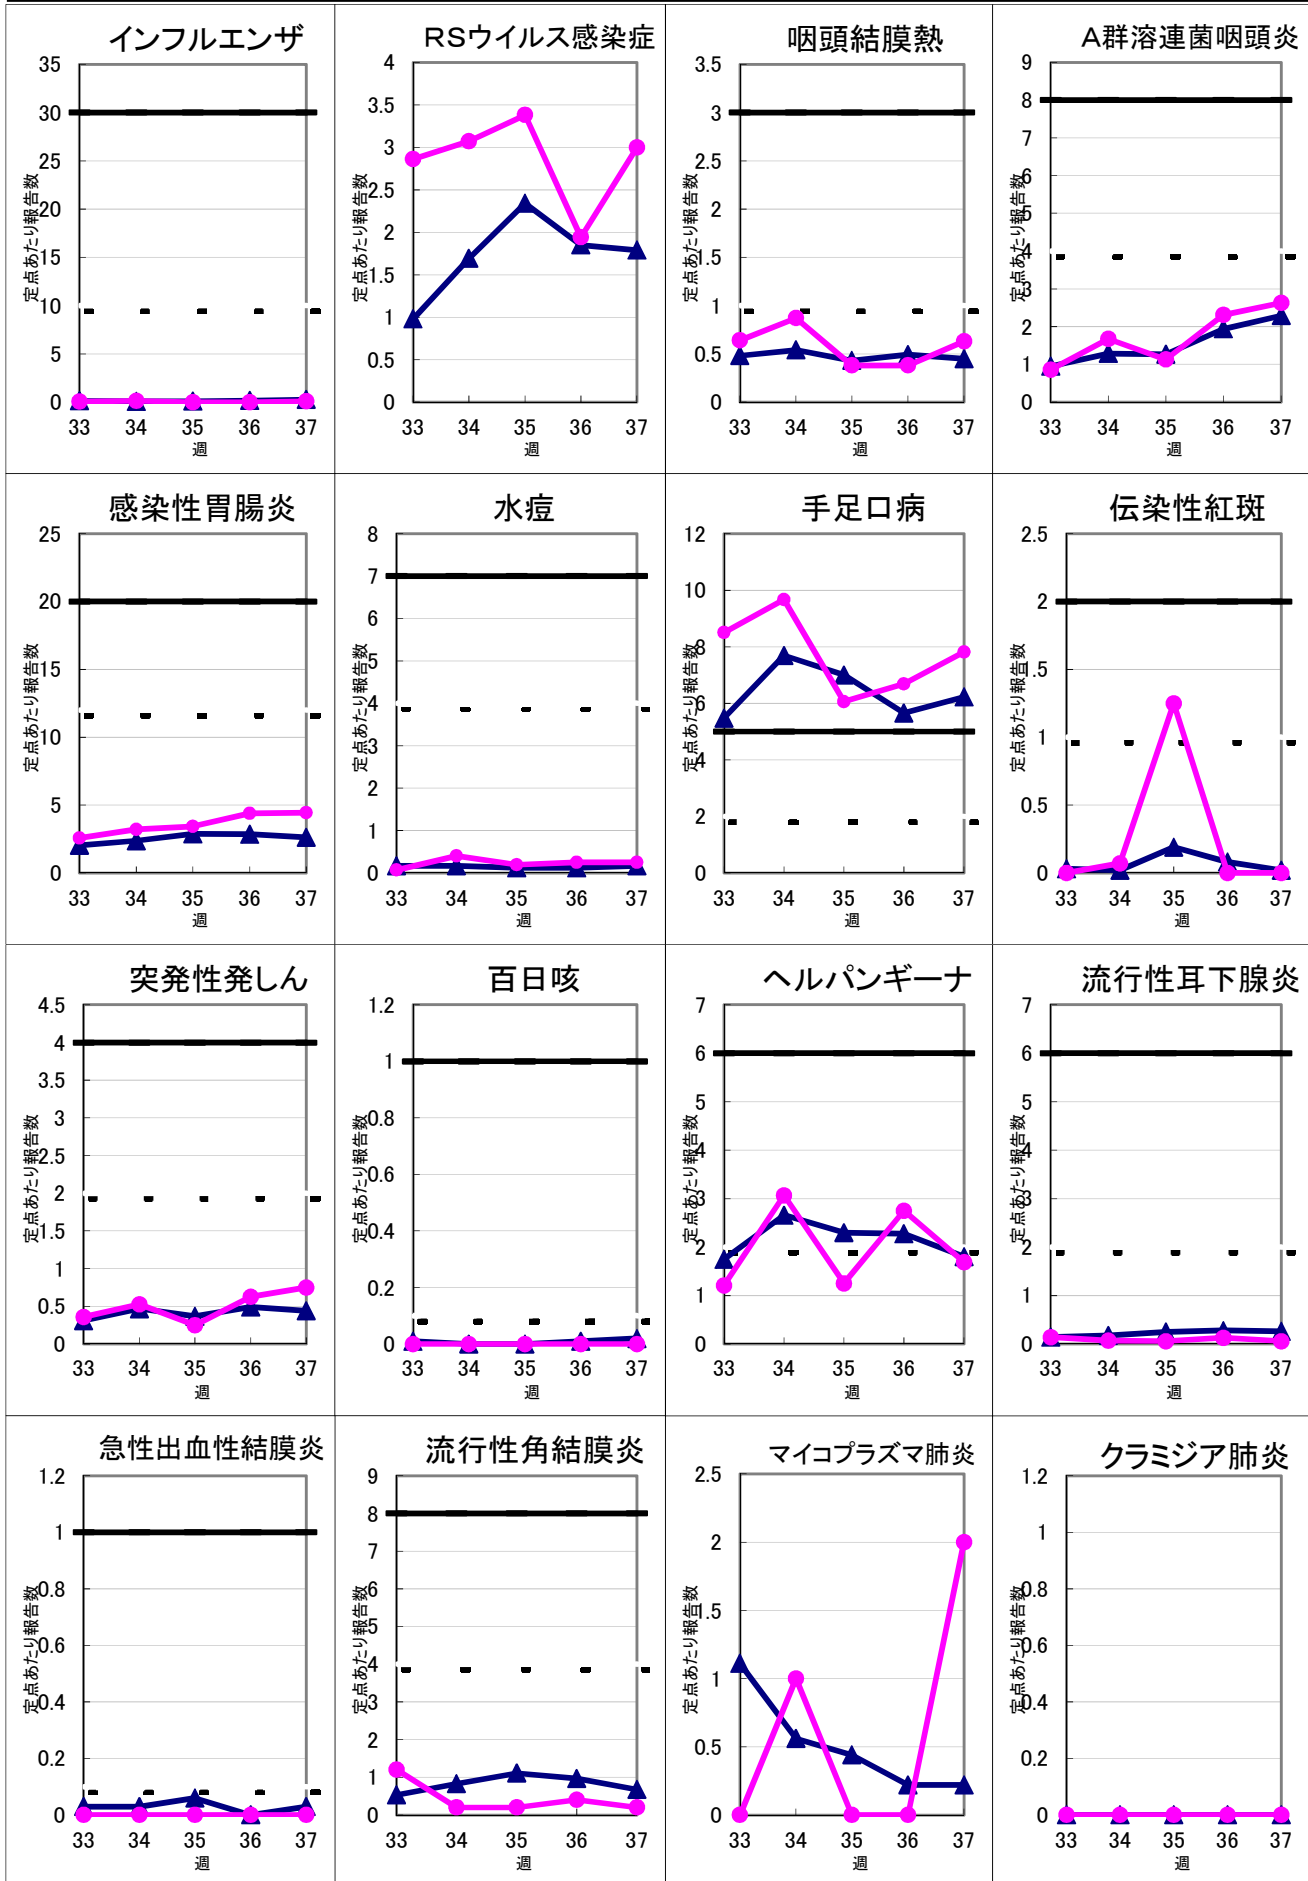 インフルエンザ
35
30
25
20
15
10
5
0
定点あたり報告数
33 34 35 36 37
週
RSウイルス感染症
4
3.5
3
2.5
2
1.5
1
0.5
0
定点あたり報告数
33 34 35 36 37
週
咽頭結膜熱
3.5
3
2.5
2
1.5
1
0.5
0
定点あたり報告数
33 34 35 36 37
週
A群溶連菌咽頭炎
9
8
7
6
5
4
3
2
1
0
定点あたり報告数
33 34 35 36 37
週
感染性胃腸炎
25
20
15
10
5
0
定点あたり報告数
33 34 35 36 37
週
水痘
8
7
6
5
4
3
2
1
0
定点あたり報告数
33 34 35 36 37
週
手足口病
12
10
8
6
4
2
0
定点あたり報告数
33 34 35 36 37
週
伝染性紅斑
2.5
2
1.5
1
0.5
0
定点あたり報告数
33 34 35 36 37
週
突発性発しん
4.5
4
3.5
3
2.5
2
1.5
1
0.5
0
定点あたり報告数
33 34 35 36 37
週
百日咳
1.2
1
0.8
0.6
0.4
0.2
0
定点あたり報告数
33 34 35 36 37
週
ヘルパンギーナ
7
6
5
4
3
2
1
0
定点あたり報告数
33 34 35 36 37
週
流行性耳下腺炎
7
6
5
4
3
2
1
0
定点あたり報告数
33 34 35 36 37
週
急性出血性結膜炎
1.2
1
0.8
0.6
0.4
0.2
0
定点あたり報告数
33 34 35 36 37
週
流行性角結膜炎
9
8
7
6
5
4
3
2
1
0
定点あたり報告数
33 34 35 36 37
週
マイコプラズマ肺炎
2.5
2
1.5
1
0.5
0
定点あたり報告数
33 34 35 36 37
週
クラミジア肺炎
1.2
1
0.8
0.6
0.4
0.2
0
定点あたり報告数
33 34 35 36 37
週